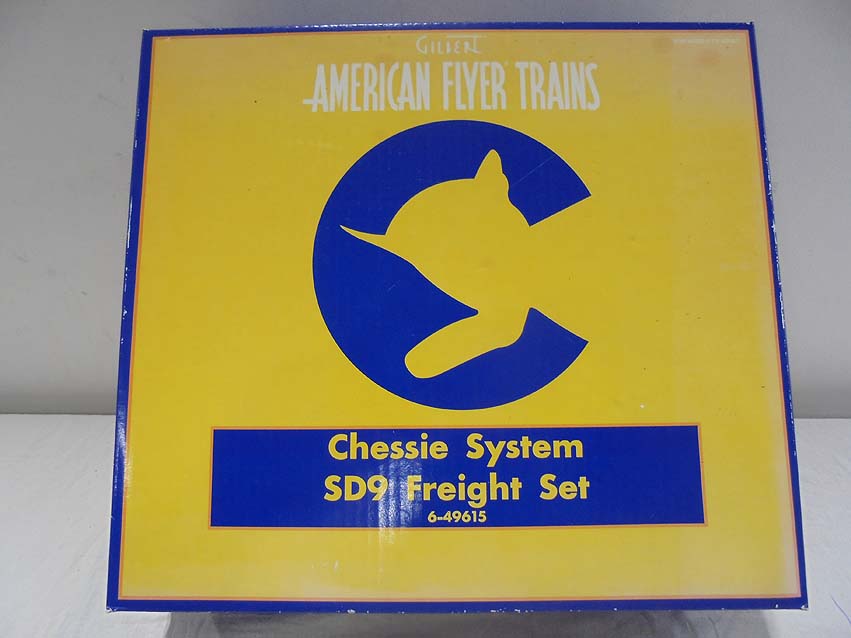 GILBERT
AMERICAN FLYER TRAINS
Chessie System
SD9 Freight Set
6-49615